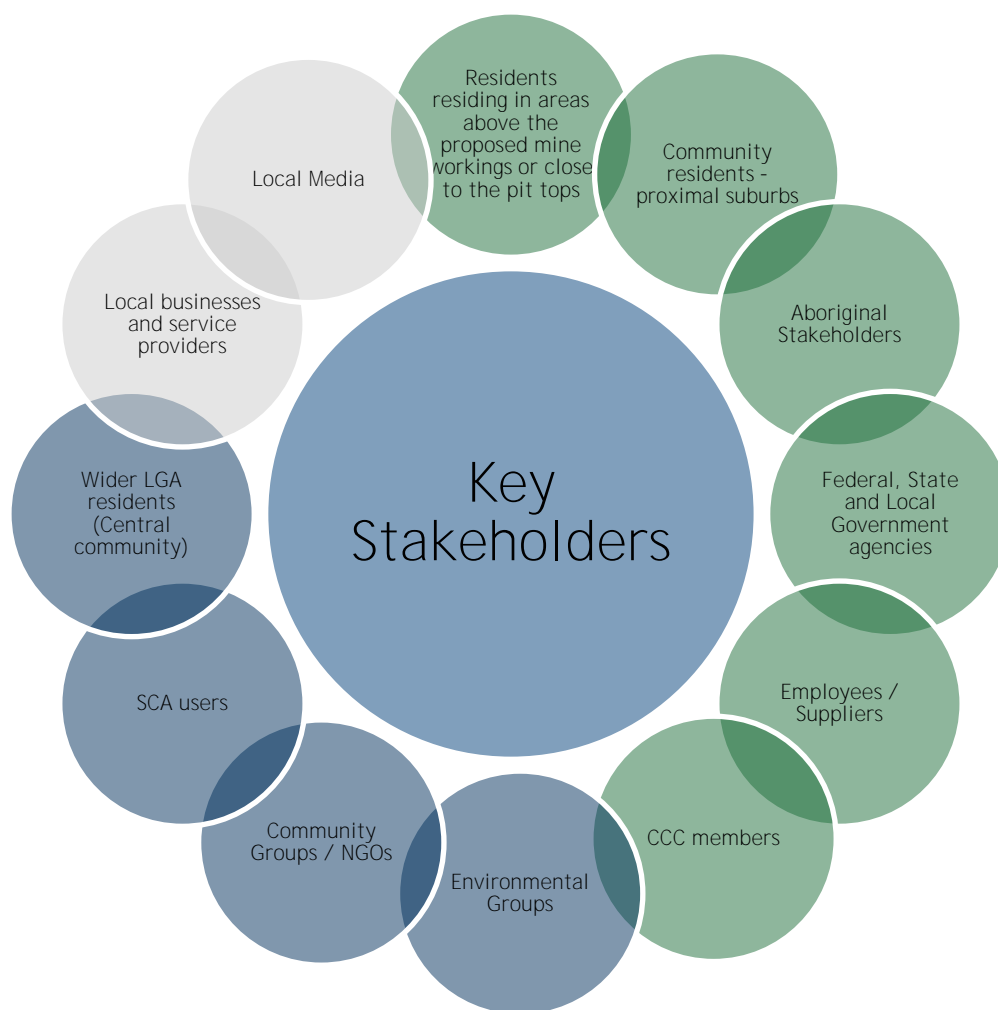 Residents
residing in areas
above the
proposed mine
workings or close
to the pit tops
Community
residents -
proximal suburbs
Aboriginal
Stakeholders
Federal, State
and Local
Government
agencies
Employees /
Suppliers
CCC members
Environmental
Groups
Community
Groups / NGOs
SCA users
Wider LGA
residents
(Central
community)
Local businesses
and service
providers
Local Media
Key
Stakeholders